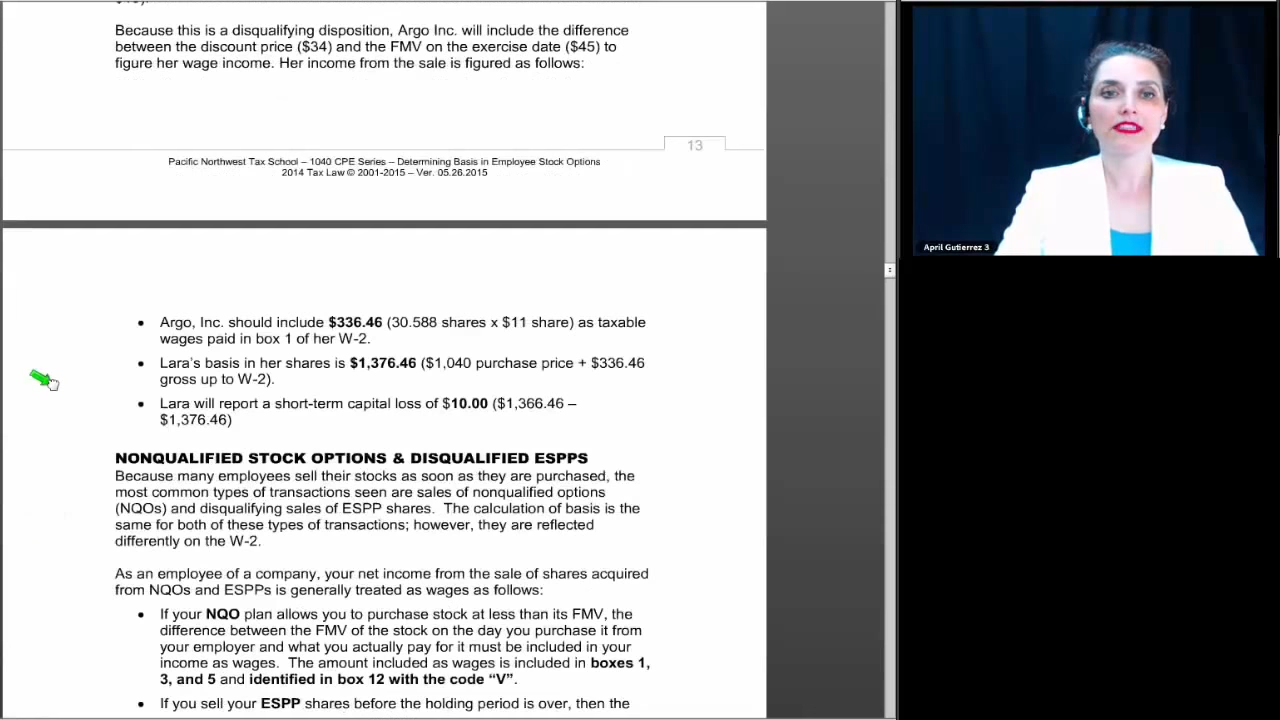 Because this is a disqualifying disposition, Argo Inc. will include the difference
between the discount price ($34) and the FMV on the exercise date ($45) to
figure her wage income. Her income from the sale is figured as follows:
13
Pacific Northwest Tax School – 1040 CPE Series – Determining Basis in Employee Stock Options
2014 Tax Law © 2001-2015 – Ver. 05.26.2015
• Argo, Inc. should include $336.46 (30.588 shares x $11 share) as taxable
wages paid in box 1 of her W-2.
• Lara’s basis in her shares is $1,376.46 ($1,040 purchase price + $336.46
gross up to W-2).
• Lara will report a short-term capital loss of $10.00 ($1,366.46 –
$1,376.46)
NONQUALIFIED STOCK OPTIONS & DISQUALIFIED ESPPS
Because many employees sell their stocks as soon as they are purchased, the
most common types of transactions seen are sales of nonqualified options
(NQOs) and disqualifying sales of ESPP shares.  The calculation of basis is the
same for both of these types of transactions; however, they are reflected
differently on the W-2.
As an employee of a company, your net income from the sale of shares acquired
from NQOs and ESPPs is generally treated as wages as follows:
• If your NQO plan allows you to purchase stock at less than its FMV, the
difference between the FMV of the stock on the day you purchase it from
your employer and what you actually pay for it must be included in your
income as wages.  The amount included as wages is included in boxes 1,
3, and 5 and identified in box 12 with the code “V”.
• If you sell your ESPP shares before the holding period is over, then the
April Gutierrez 3